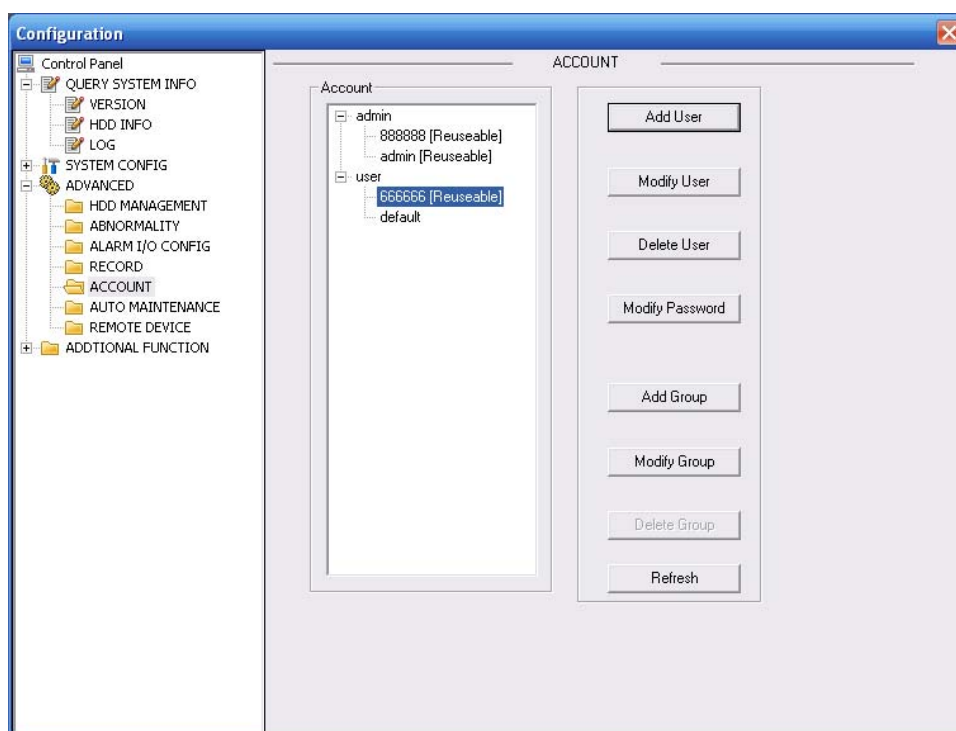 Configuration
Control Panel
QUERY SYSTEM INFO
VERSION
HDD INFO
LOG
SYSTEM CONFIG
ADVANCED
HDD MANAGEMENT
ABNORMALITY
ALARM I/O CONFIG
RECORD
ACCOUNT
AUTO MAINTENANCE
REMOTE DEVICE
ADDTIONAL FUNCTION
ACCOUNT
Account
admin
888888 [Reuseable]
admin [Reuseable]
user
666666 [Reuseable]
default
Add User
Modify User
Delete User
Modify Password
Add Group
Modify Group
Delete Group
Refresh